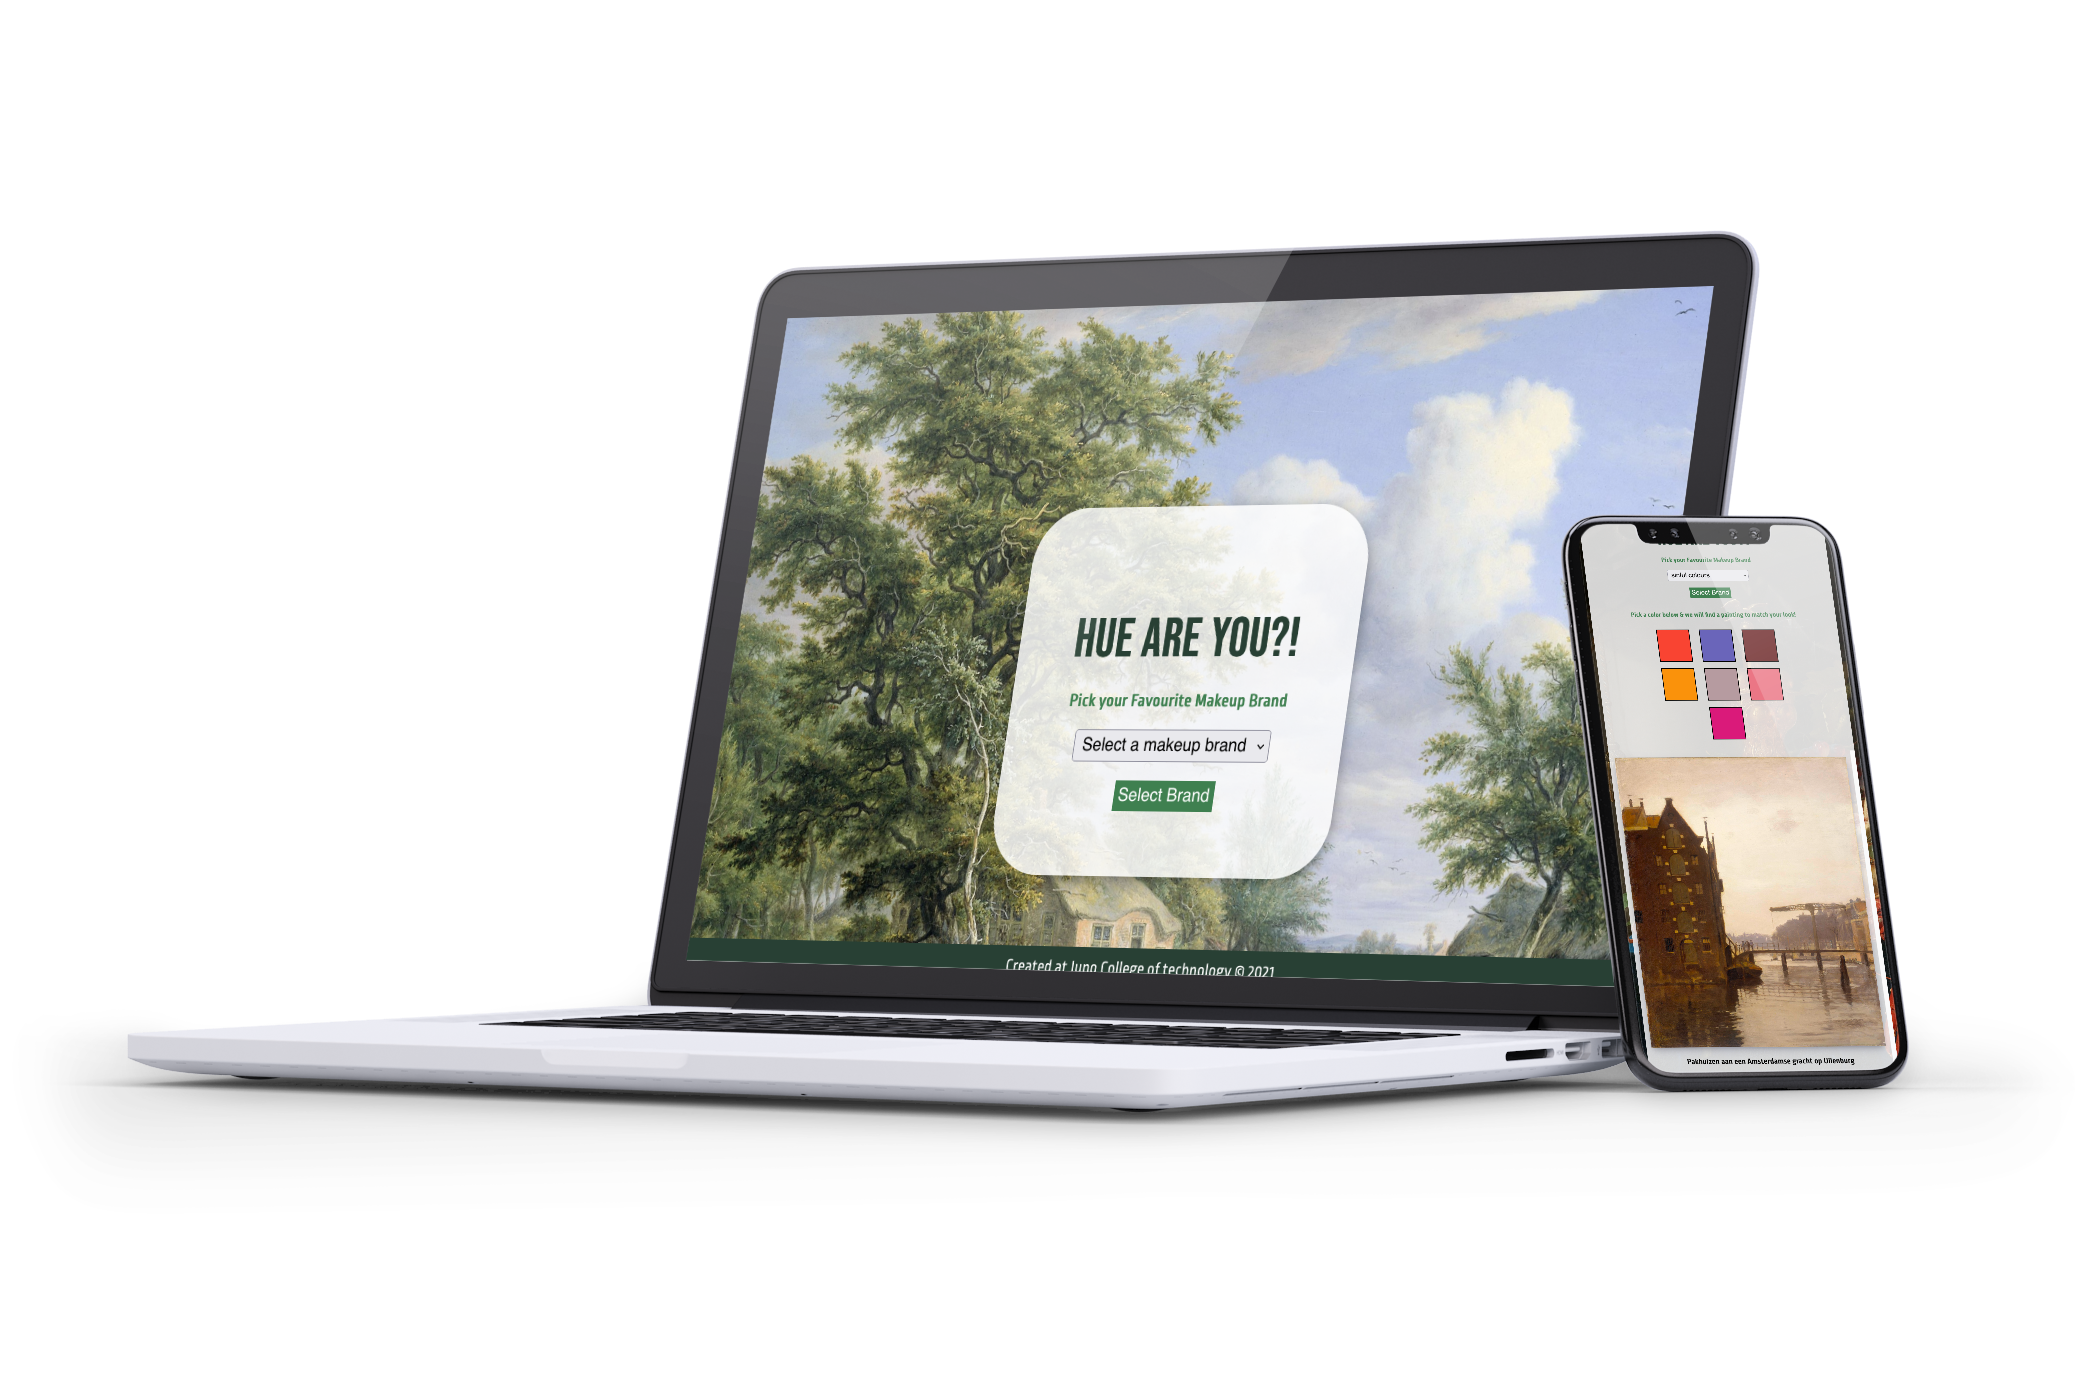 HUE ARE YOU?!
Pick your Favourite Makeup Brand
Select a makeup brand
Select Brand
Created at Juno College of technology © 2021
Pick your Favourite Makeup Brand
sinful colours
Select Brand
Pick a color below & we will find a painting to match your look!
Pakhuizen aan een Amsterdamse gracht op Uilenburg